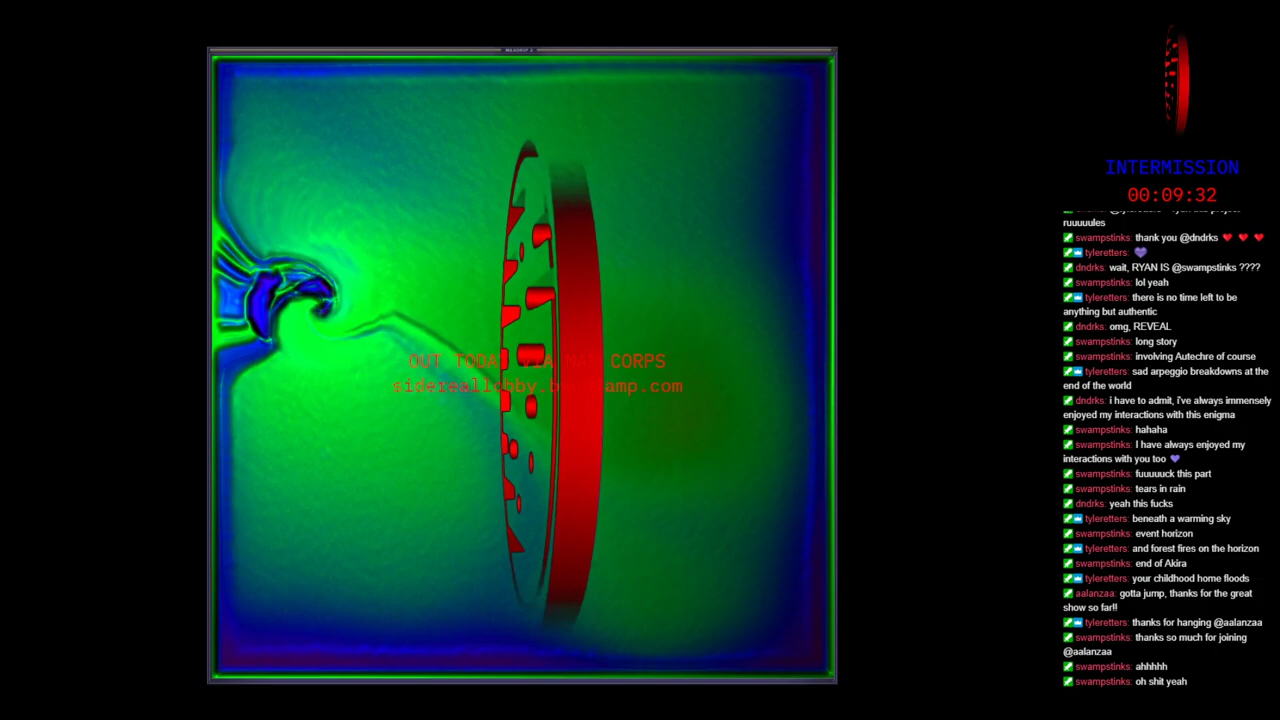 INTERMISSION
00:09:32
ruuuuules
swampstinks: thank you @dndrks
tyleretters:
dndrks: wait, RYAN IS @swampstinks ????
swampstinks: lol yeah
tyleretters: there is no time left to be
anything but authentic
dndrks: omg, REVEAL
swampstinks: long story
swampstinks: involving Autechre of course
tyleretters: sad arpeggio breakdowns at the
end of the world
dndrks: i have to admit, i've always immensely
enjoyed my interactions with this enigma
swampstinks: hahaha
swampstinks: I have always enjoyed my
interactions with you too
swampstinks: fuuuuuck this part
swampstinks: tears in rain
dndrks: yeah this fucks
tyleretters: beneath a warming sky
swampstinks: event horizon
tyleretters: and forest fires on the horizon
swampstinks: end of Akira
tyleretters: your childhood home floods
aalanzaa: gotta jump, thanks for the great
show so far!!
tyleretters: thanks for hanging @aalanzaa
swampstinks: thanks so much for joining
@aalanzaa
swampstinks: ahhhhh
swampstinks: oh shit yeah
OUT TODAY VIA CORPS